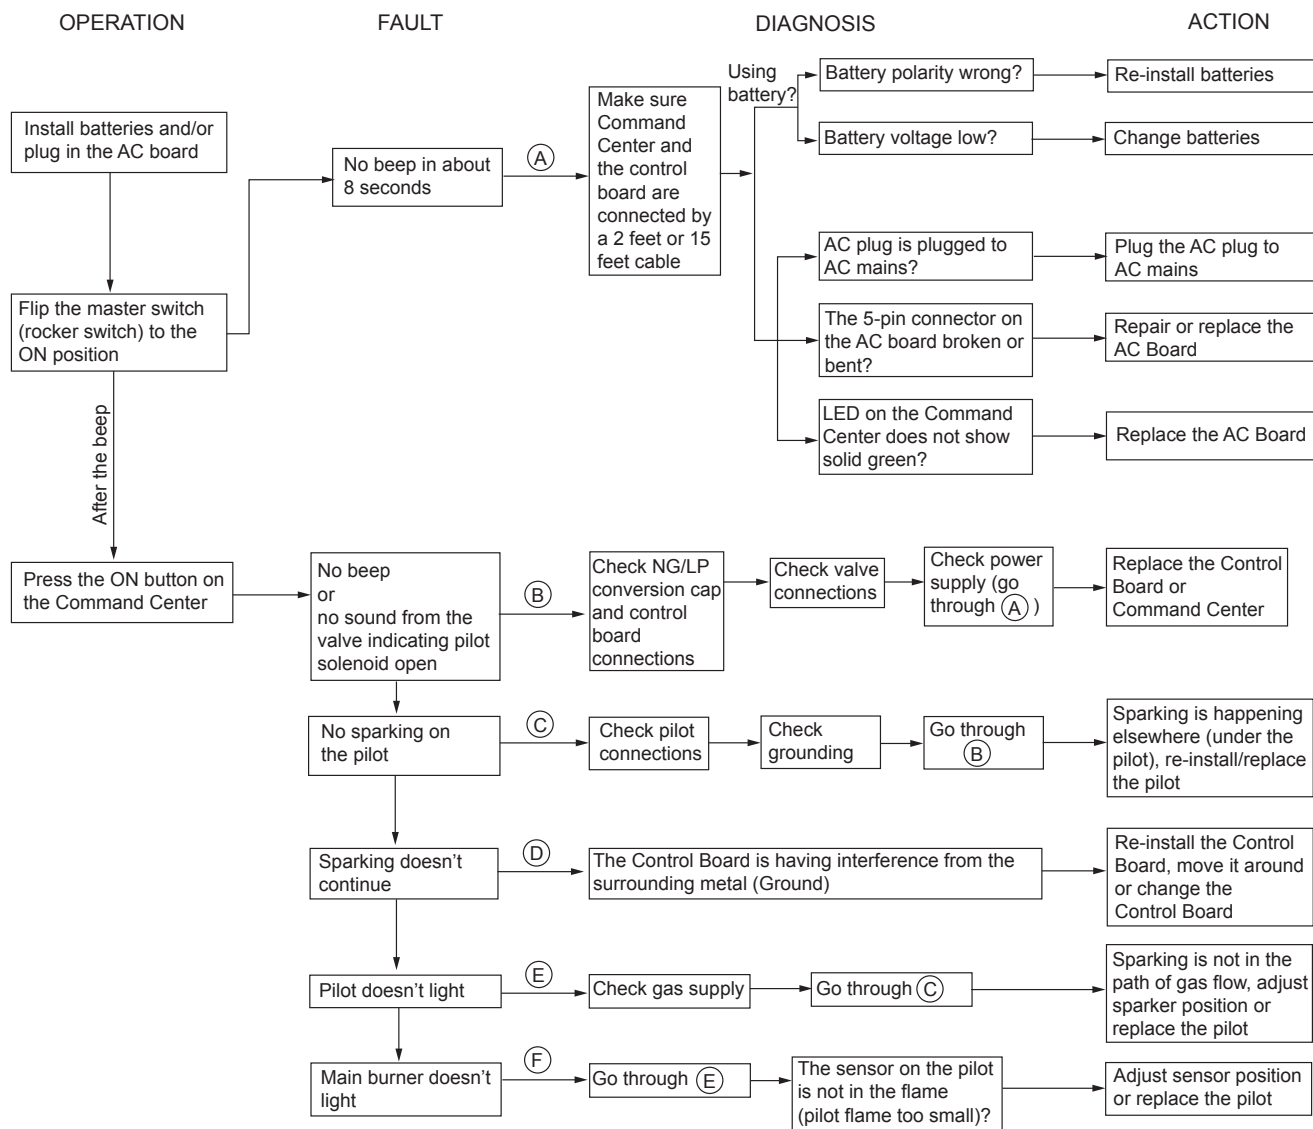 OPERATION
FAULT
DIAGNOSIS
ACTION
Install batteries and/or
plug in the AC board
Flip the master switch
(rocker switch) to the
ON position
After the beep
Press the ON button on
the Command Center
No beep in about
8 seconds
A
Make sure
Command
Center and
the control
board are
connected by
a 2 feet or 15
feet cable
Using
battery?
Battery polarity wrong?
Re-install batteries
Battery voltage low?
Change batteries
AC plug is plugged to
AC mains?
Plug the AC plug to
AC mains
The 5-pin connector on
the AC board broken or
bent?
Repair or replace the
AC Board
LED on the Command
Center does not show
solid green?
Replace the AC Board
No beep
or
no sound from the
valve indicating pilot
solenoid open
B
Check NG/LP
conversion cap
and control
board
connections
Check valve
connections
Check power
supply (go
through A )
Replace the Control
Board or
Command Center
No sparking on
the pilot
C
Check pilot
connections
Check
grounding
Go through
B
Sparking is happening
elsewhere (under the
pilot), re-install/replace
the pilot
Sparking doesn't
continue
D
The Control Board is having interference from the
surrounding metal (Ground)
Re-install the Control
Board, move it around
or change the
Control Board
Pilot doesn't light
E
Check gas supply
Go through C
Sparking is not in the
path of gas flow, adjust
sparker position or
replace the pilot
Main burner doesn't
light
F
Go through E
The sensor on the pilot
is not in the flame
(pilot flame too small)?
Adjust sensor position
or replace the pilot